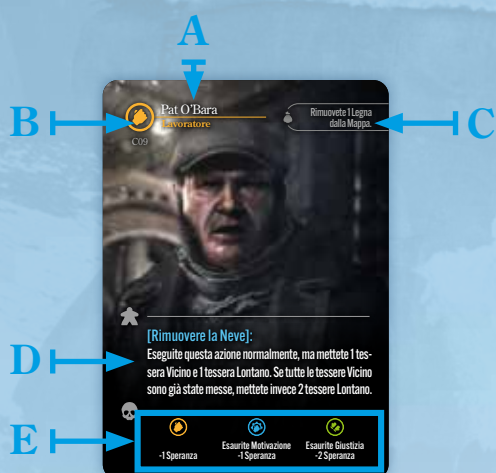 A
B
C
Pat O'Bara
Lavoratore
C09
Rimuovete 1 Legna
dalla Mappa.
D
[Rimuovere la Neve]:
Eseguite questa azione normalmente, ma mettete 1 tes-
sera Vicino e 1 tessera Lontano. Se tutte le tessere Vicino
sono già state messe, mettete invece 2 tessere Lontano.
E
-1 Speranza
Esaurite Motivazione
-1 Speranza
Esaurite Giustizia
-2 Speranza